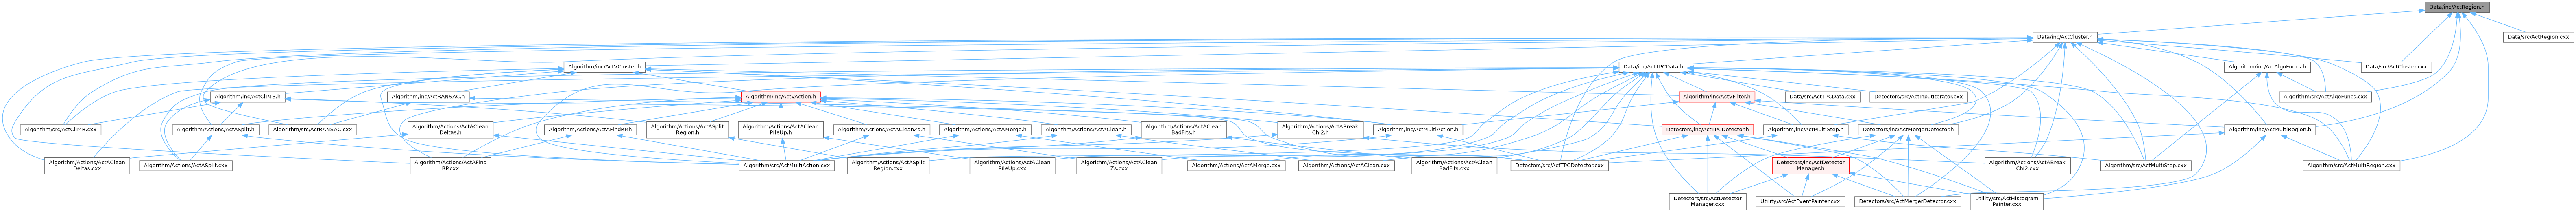 Data/inc/ActRegion.h
Data/inc/ActCluster.h
Data/src/ActRegion.cxx
Algorithm/inc/ActVCluster.h
Data/inc/ActTPCData.h
Algorithm/inc/ActAlgoFuncs.h
Data/src/ActCluster.cxx
Algorithm/inc/ActClIMB.h
Algorithm/inc/ActRANSAC.h
Algorithm/inc/ActVAction.h
Algorithm/inc/ActVFilter.h
Data/src/ActTPCData.cxx
Detectors/src/ActInputIterator.cxx
Algorithm/src/ActAlgoFuncs.cxx
Algorithm/src/ActClIMB.cxx
Algorithm/Actions/ActASplit.h
Algorithm/src/ActRANSAC.cxx
Algorithm/Actions/ActAClean
Deltas.h
Algorithm/Actions/ActAFindRP.h
Algorithm/Actions/ActASplit
Region.h
Algorithm/Actions/ActAClean
PileUp.h
Algorithm/Actions/ActACleanZs.h
Algorithm/Actions/ActAMerge.h
Algorithm/Actions/ActAClean.h
Algorithm/Actions/ActAClean
BadFits.h
Algorithm/Actions/ActABreak
Chi2.h
Algorithm/inc/ActMultiAction.h
Detectors/inc/ActTPCDetector.h
Algorithm/inc/ActMultiStep.h
Detectors/inc/ActMergerDetector.h
Algorithm/inc/ActMultiRegion.h
Algorithm/Actions/ActAClean
Deltas.cxx
Algorithm/Actions/ActASplit.cxx
Algorithm/Actions/ActAFind
RP.cxx
Algorithm/src/ActMultiAction.cxx
Algorithm/Actions/ActASplit
Region.cxx
Algorithm/Actions/ActAClean
PileUp.cxx
Algorithm/Actions/ActAClean
Zs.cxx
Algorithm/Actions/ActAMerge.cxx
Algorithm/Actions/ActAClean.cxx
Algorithm/Actions/ActAClean
BadFits.cxx
Detectors/src/ActTPCDetector.cxx
Detectors/inc/ActDetector
Manager.h
Algorithm/Actions/ActABreak
Chi2.cxx
Algorithm/src/ActMultiStep.cxx
Algorithm/src/ActMultiRegion.cxx
Detectors/src/ActDetector
Manager.cxx
Utility/src/ActEventPainter.cxx
Detectors/src/ActMergerDetector.cxx
Utility/src/ActHistogram
Painter.cxx